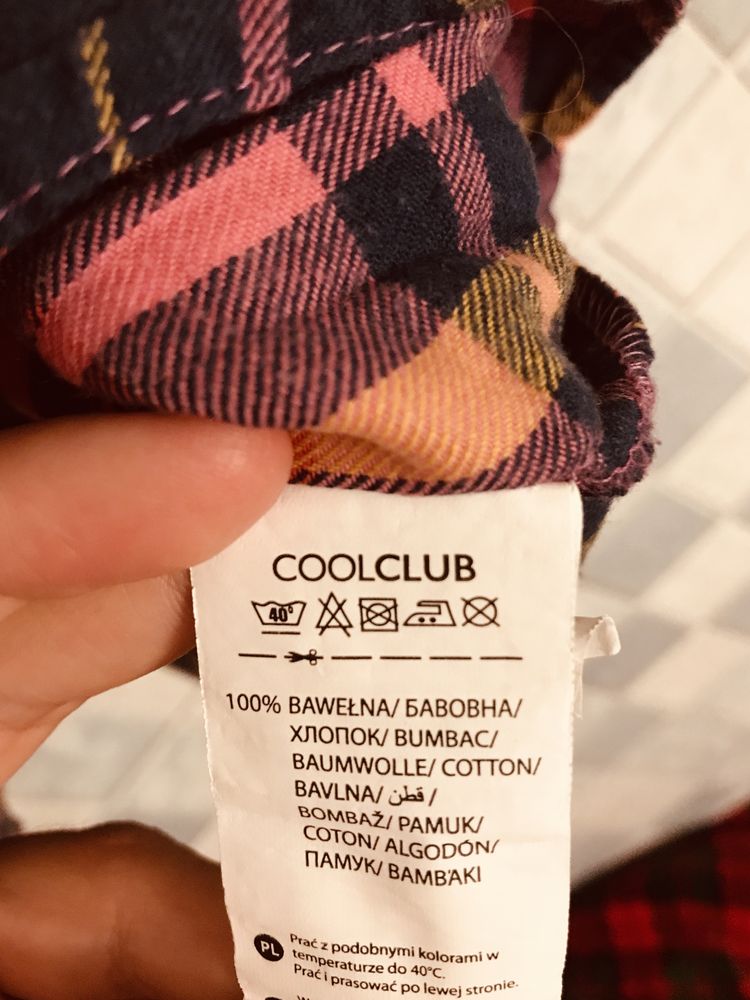 COOLCLUB
40°
100% BAWEŁNA/ БАВОВНА/
ХЛОПОК/ BUMBAC/
BAUMWOLLE/ COTTON/
BAVLNA/ قطن /
BOMBAŽ/ PAMUK/
COTON/ ALGODÓN/
ПАМУК/ ΒΑΜΒΆΚΙ
PL Prać z podobnymi kolorami w
temperaturze do 40°C.
Prać i prasować po lewej stronie.